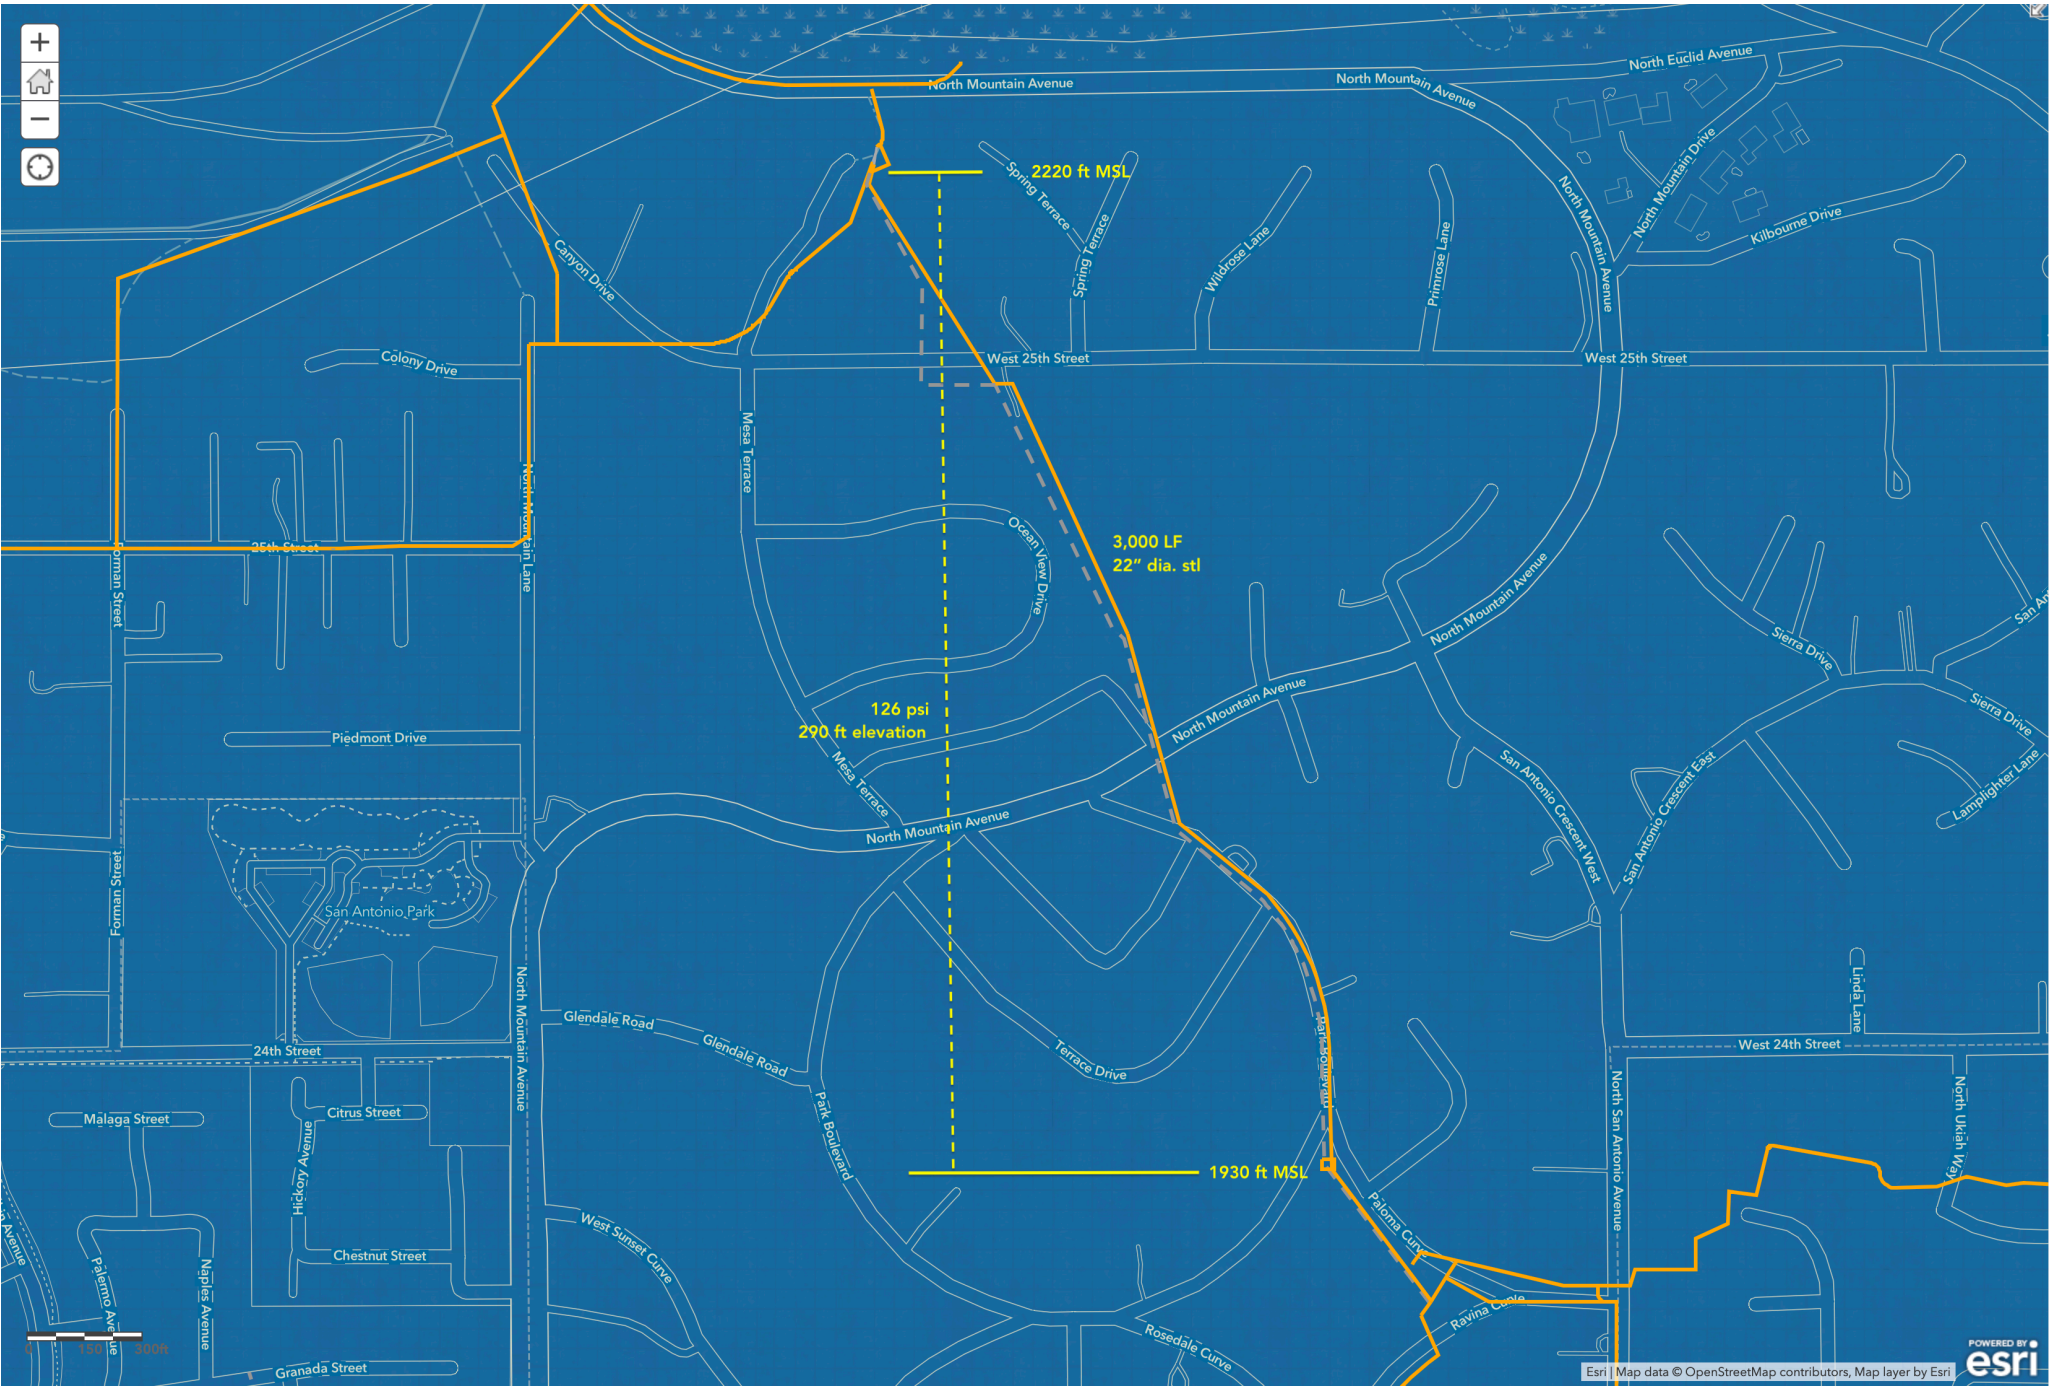 +
−
North Mountain Avenue
North Mountain Avenue
North Euclid Avenue
2220 ft MSL
Spring Terrace
Spring Terrace
Wildrose Lane
Primrose Lane
North Mountain Avenue
North Mountain Drive
Kilbourne Drive
Canyon Drive
Colony Drive
West 25th Street
West 25th Street
Mesa Terrace
North Mountain Lane
25th Street
Forman Street
Ocean View Drive
3,000 LF
22” dia. stl
North Mountain Avenue
Sierra Drive
San An
Sierra Drive
126 psi
290 ft elevation
Piedmont Drive
North Mountain Avenue
Mesa Terrace
North Mountain Avenue
San Antonio Crescent West
San Antonio Crescent East
Lamplighter Lane
Forman Street
San Antonio Park
North Mountain Avenue
Glendale Road
Glendale Road
24th Street
Terrace Drive
Park Boulevard
Linda Lane
West 24th Street
Malaga Street
Citrus Street
Hickory Avenue
Park Boulevard
North San Antonio Avenue
North Ukiah Way
1930 ft MSL
Paloma Curve
West Sunset Curve
Chestnut Street
Avenue
Palermo Avenue
Naples Avenue
Ravina Curve
Rosedale Curve
Granada Street
0 150 300ft
Esri | Map data © OpenStreetMap contributors, Map layer by Esri
POWERED BY
esri